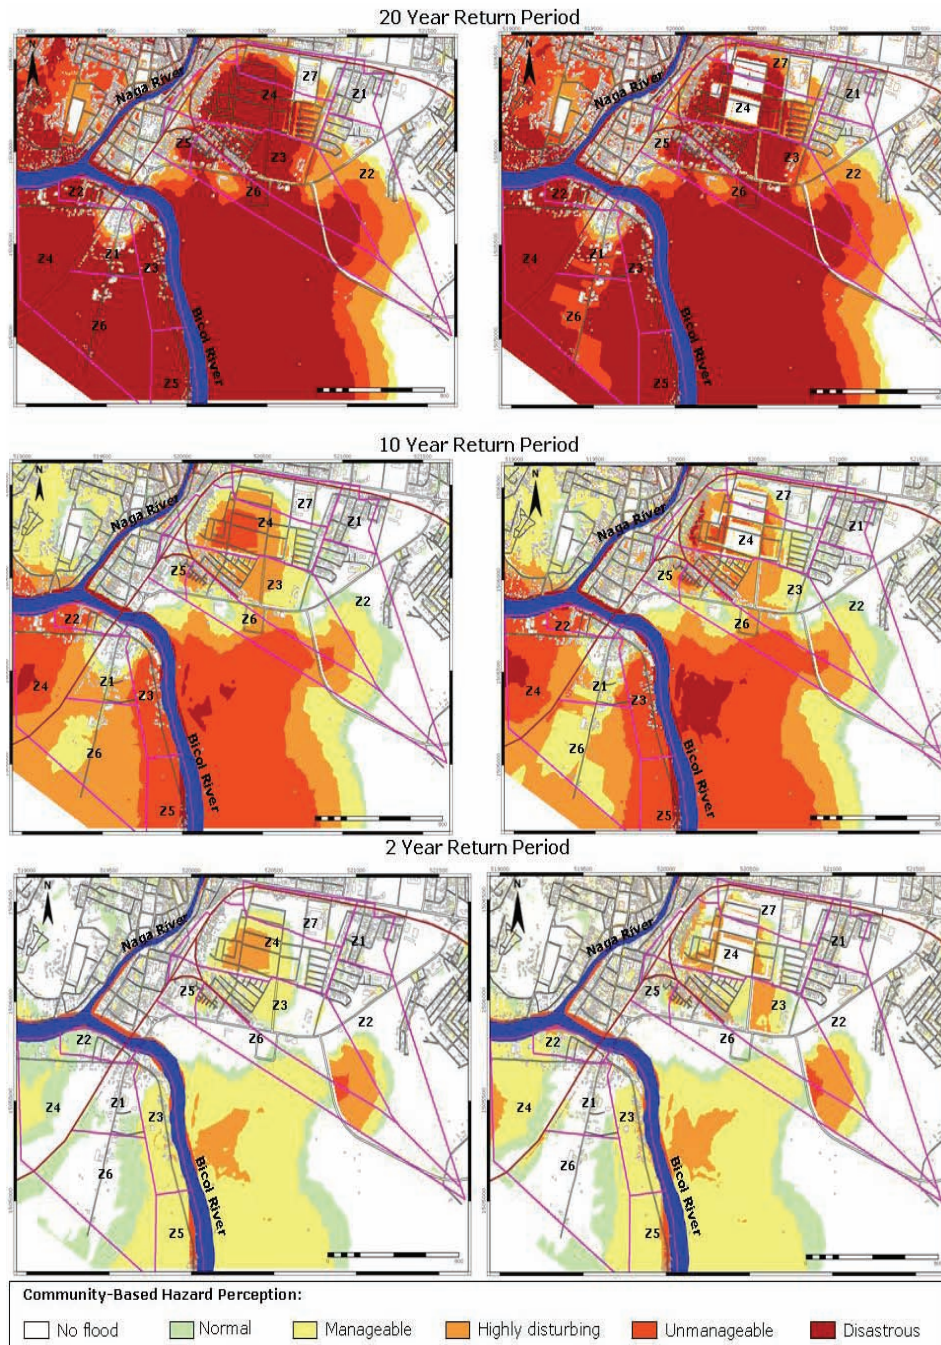 20 Year Return Period
N
Naga River
Z7
Z4
Z1
Z5
Z3
Z2
Z6
Z2
Z1
Z4
Z3
Z6
Bicol River
Z5
N
Naga River
Z7
Z4
Z1
Z5
Z3
Z2
Z6
Z2
Z1
Z4
Z3
Z6
Bicol River
Z5
10 Year Return Period
N
Naga River
Z7
Z4
Z1
Z5
Z3
Z2
Z6
Z2
Z1
Z4
Z3
Z6
Bicol River
Z5
N
Naga River
Z7
Z4
Z1
Z5
Z3
Z2
Z6
Z2
Z1
Z4
Z3
Z6
Bicol River
Z5
2 Year Return Period
N
Naga River
Z7
Z4
Z1
Z5
Z3
Z2
Z6
Z2
Z1
Z4
Z3
Z6
Bicol River
Z5
N
Naga River
Z7
Z4
Z1
Z5
Z3
Z2
Z6
Z2
Z1
Z4
Z3
Z6
Bicol River
Z5
Community-Based Hazard Perception:
No flood Normal Manageable Highly disturbing Unmanageable Disastrous